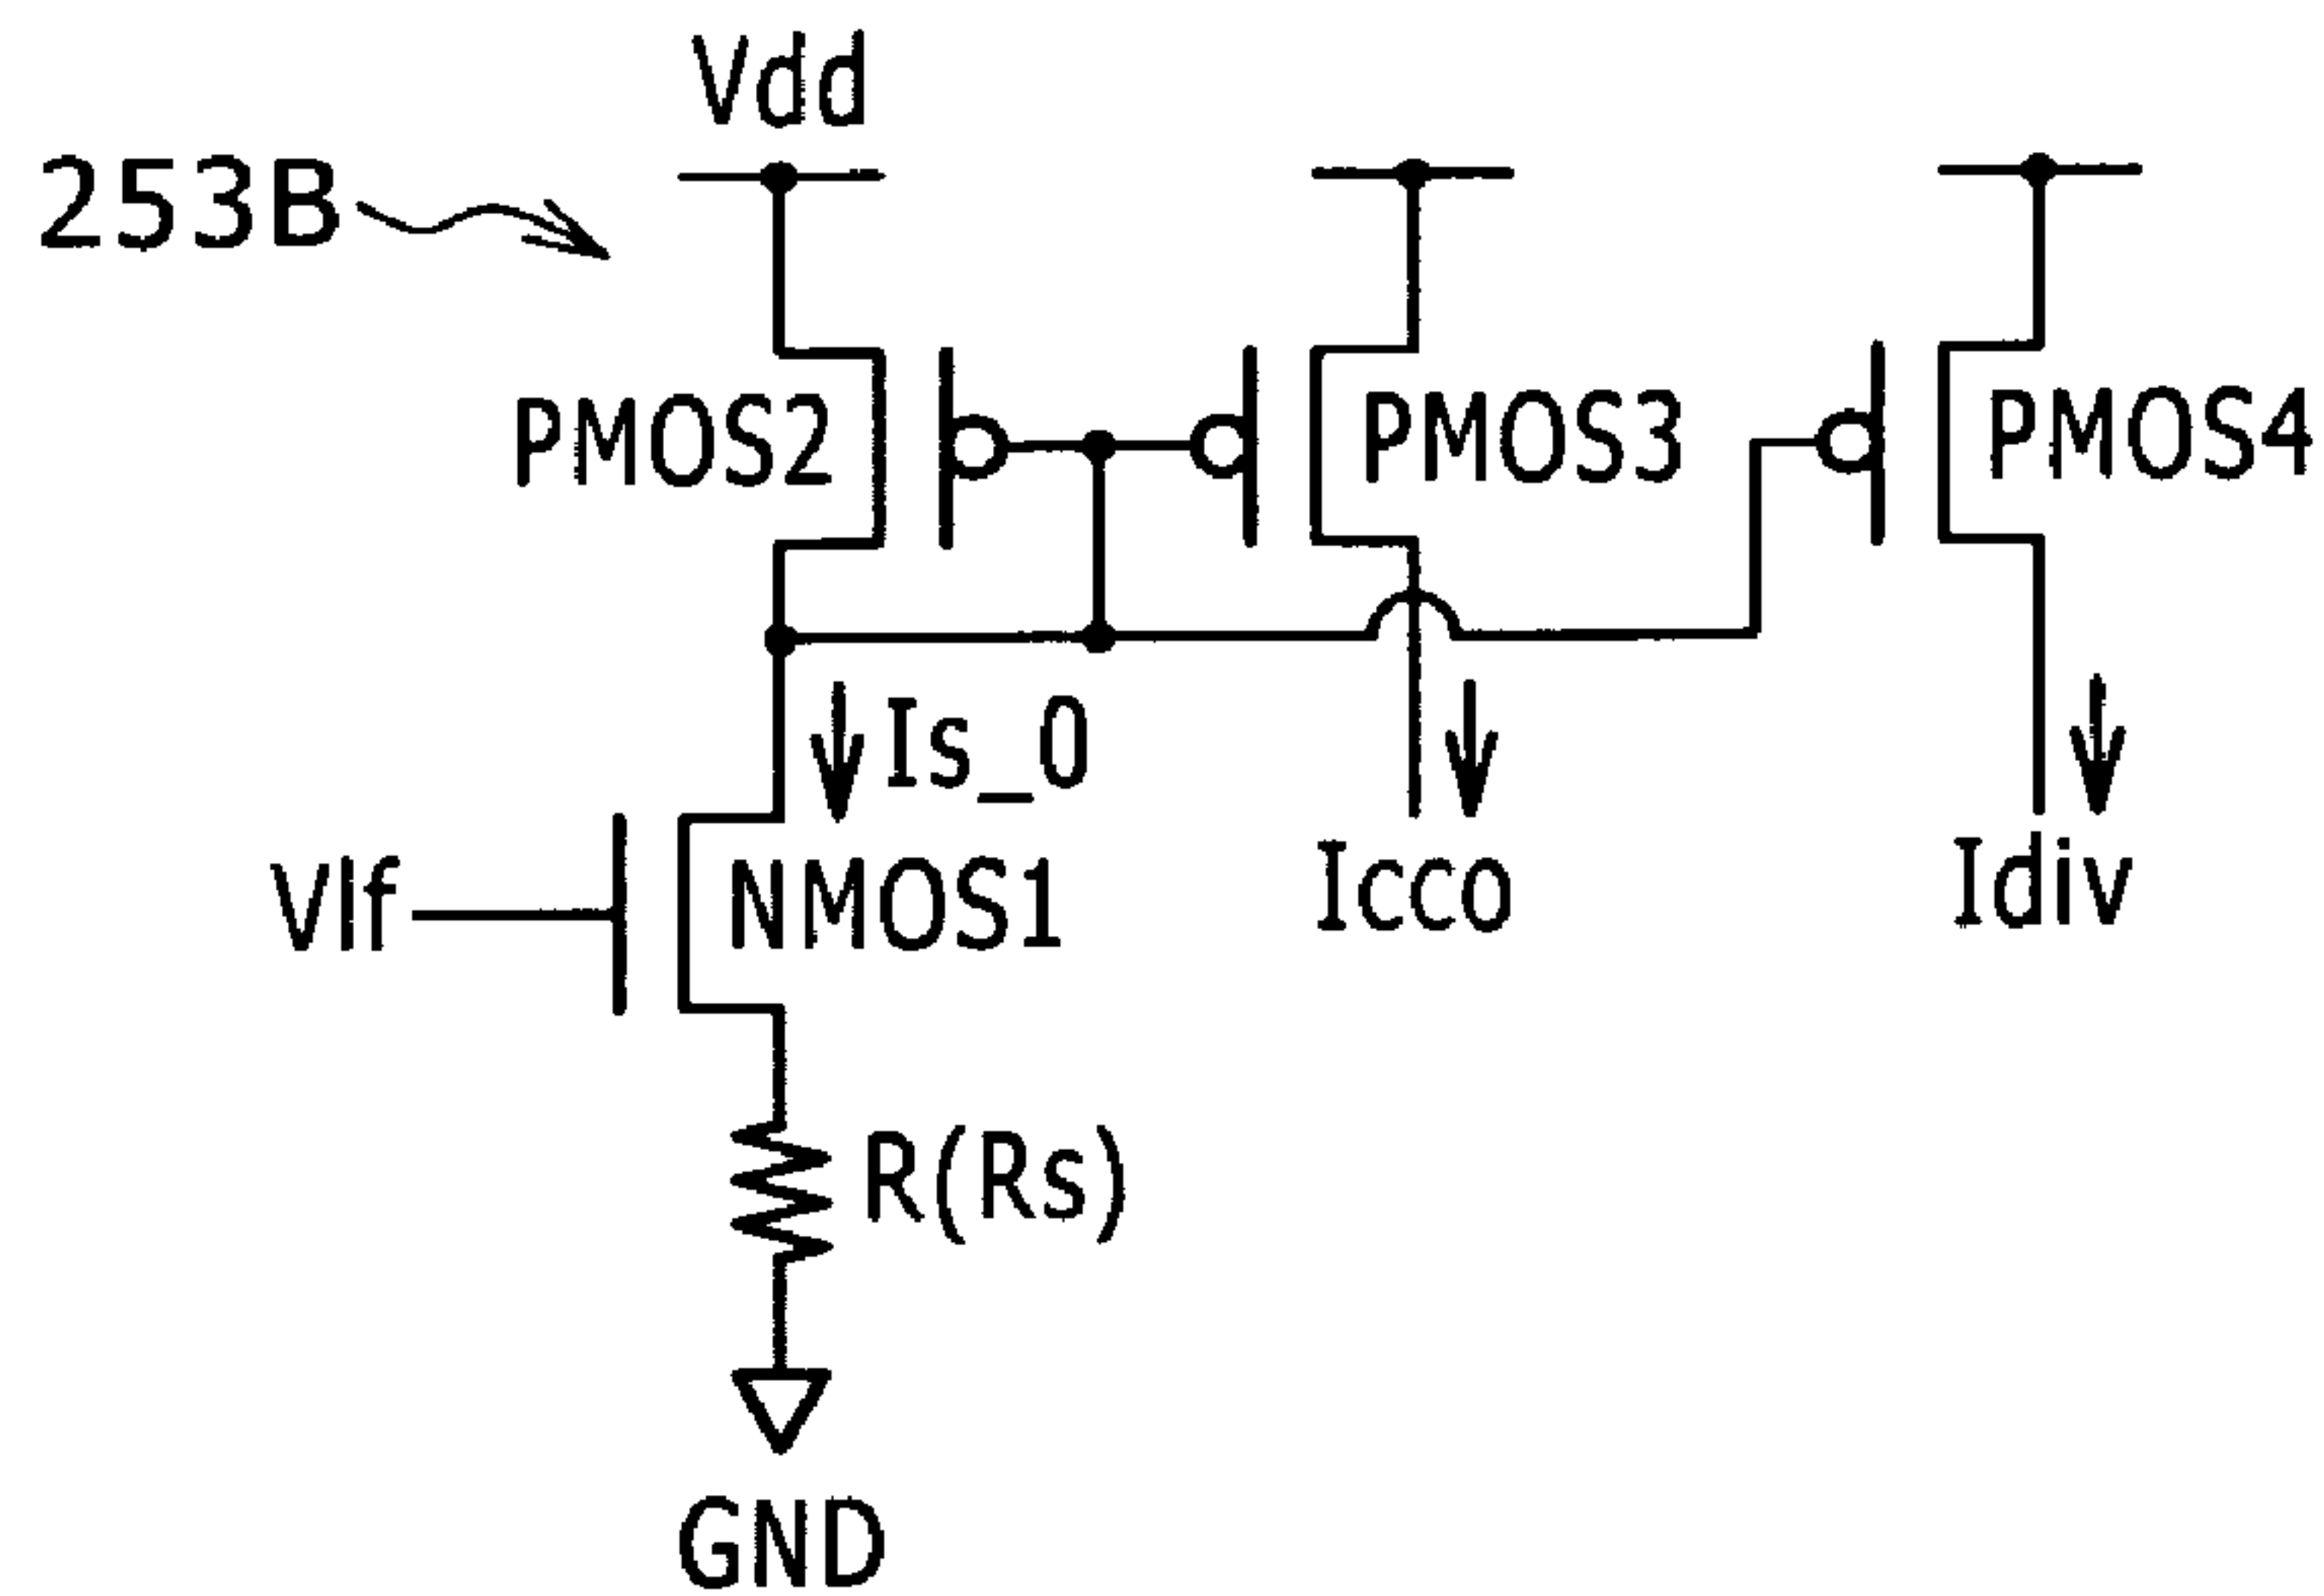 Vdd
253B
PMOS2
PMOS3
PMOS4
Is_0
Vlf
NMOS1
Icco
Idiv
R(Rs)
GND